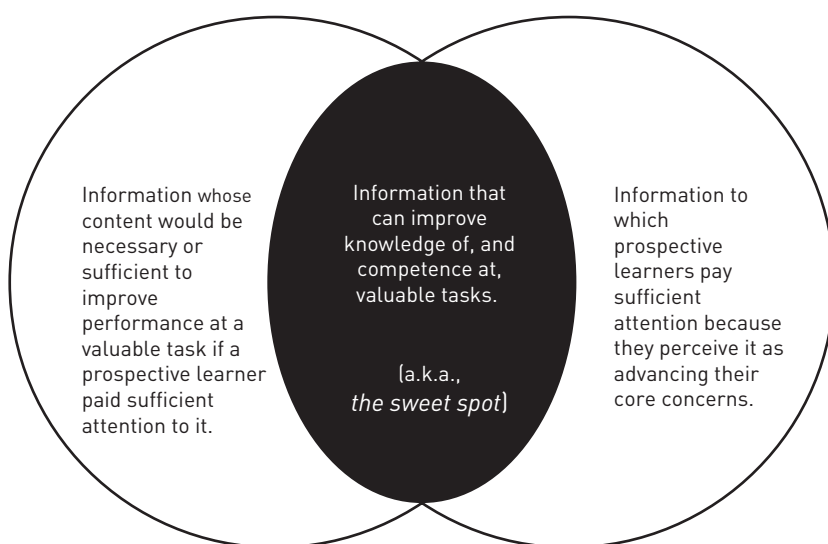 Information whose
content would be
necessary or
sufficient to
improve
performance at a
valuable task if a
prospective learner
paid sufficient
attention to it.
Information that
can improve
knowledge of, and
competence at,
valuable tasks.
(a.k.a.,
the sweet spot)
Information to
which
prospective
learners pay
sufficient
attention because
they perceive it as
advancing their
core concerns.